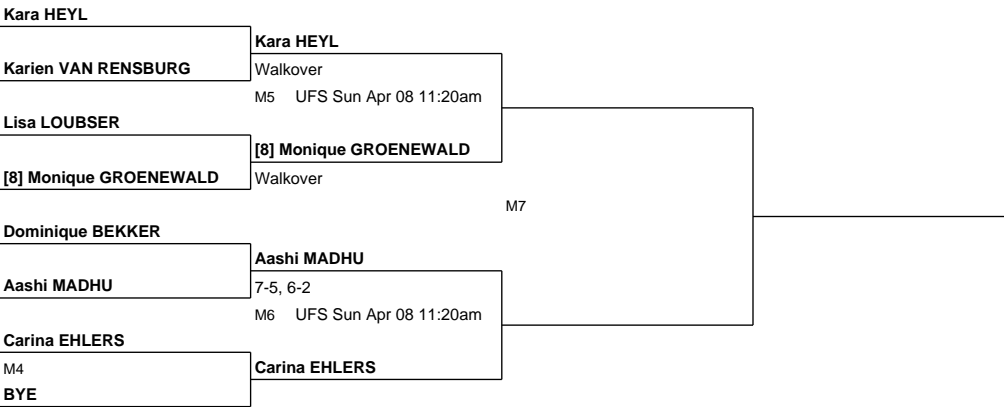 Kara HEYL
Kara HEYL
Karien VAN RENSBURG
Walkover
M5 UFS Sun Apr 08 11:20am
Lisa LOUBSER
[8] Monique GROENEWALD
[8] Monique GROENEWALD
Walkover
M7
Dominique BEKKER
Aashi MADHU
Aashi MADHU
7-5, 6-2
M6 UFS Sun Apr 08 11:20am
Carina EHLERS
M4
Carina EHLERS
BYE